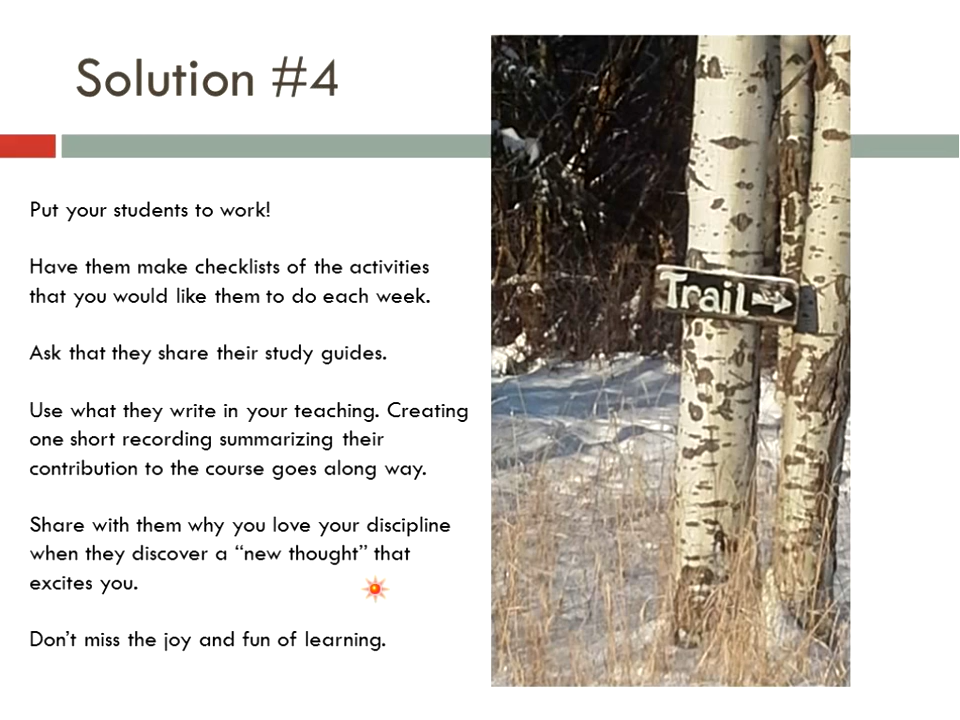 Solution #4
Put your students to work!
Have them make checklists of the activities
that you would like them to do each week.
Ask that they share their study guides.
Use what they write in your teaching. Creating
one short recording summarizing their
contribution to the course goes along way.
Share with them why you love your discipline
when they discover a “new thought” that
excites you.
Don’t miss the joy and fun of learning.
Trail